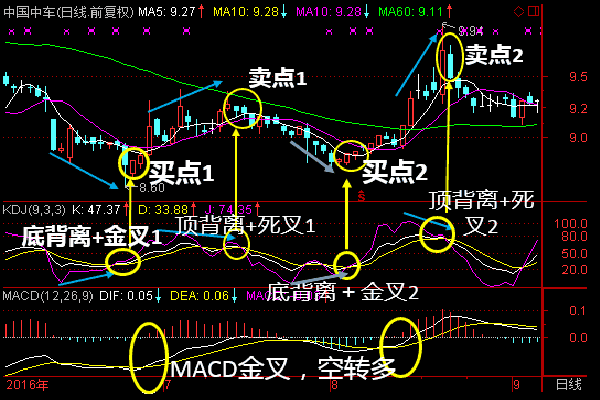 中国中车(日线.前复权) MA5: 9.27↑ MA10: 9.28↓ MA10: 9.28↓ MA60: 9.11↑
9.94
卖点1
卖点2
9.5
9.2
9.0
买点1
买点2
8.60
KDJ(9,3,3) K: 47.37↑ D: 33.88↑ J: 74.35↑
底背离+金叉1
顶背离+死叉1
顶背离+死
叉2
100.0
80.0
50.0
20.0
底背离+金叉2
MACD(12,26,9) DIF: 0.05↓ DEA: 0.06↓
0.1
0.0
MACD金叉，空转多
2016年 7 8 9 日线